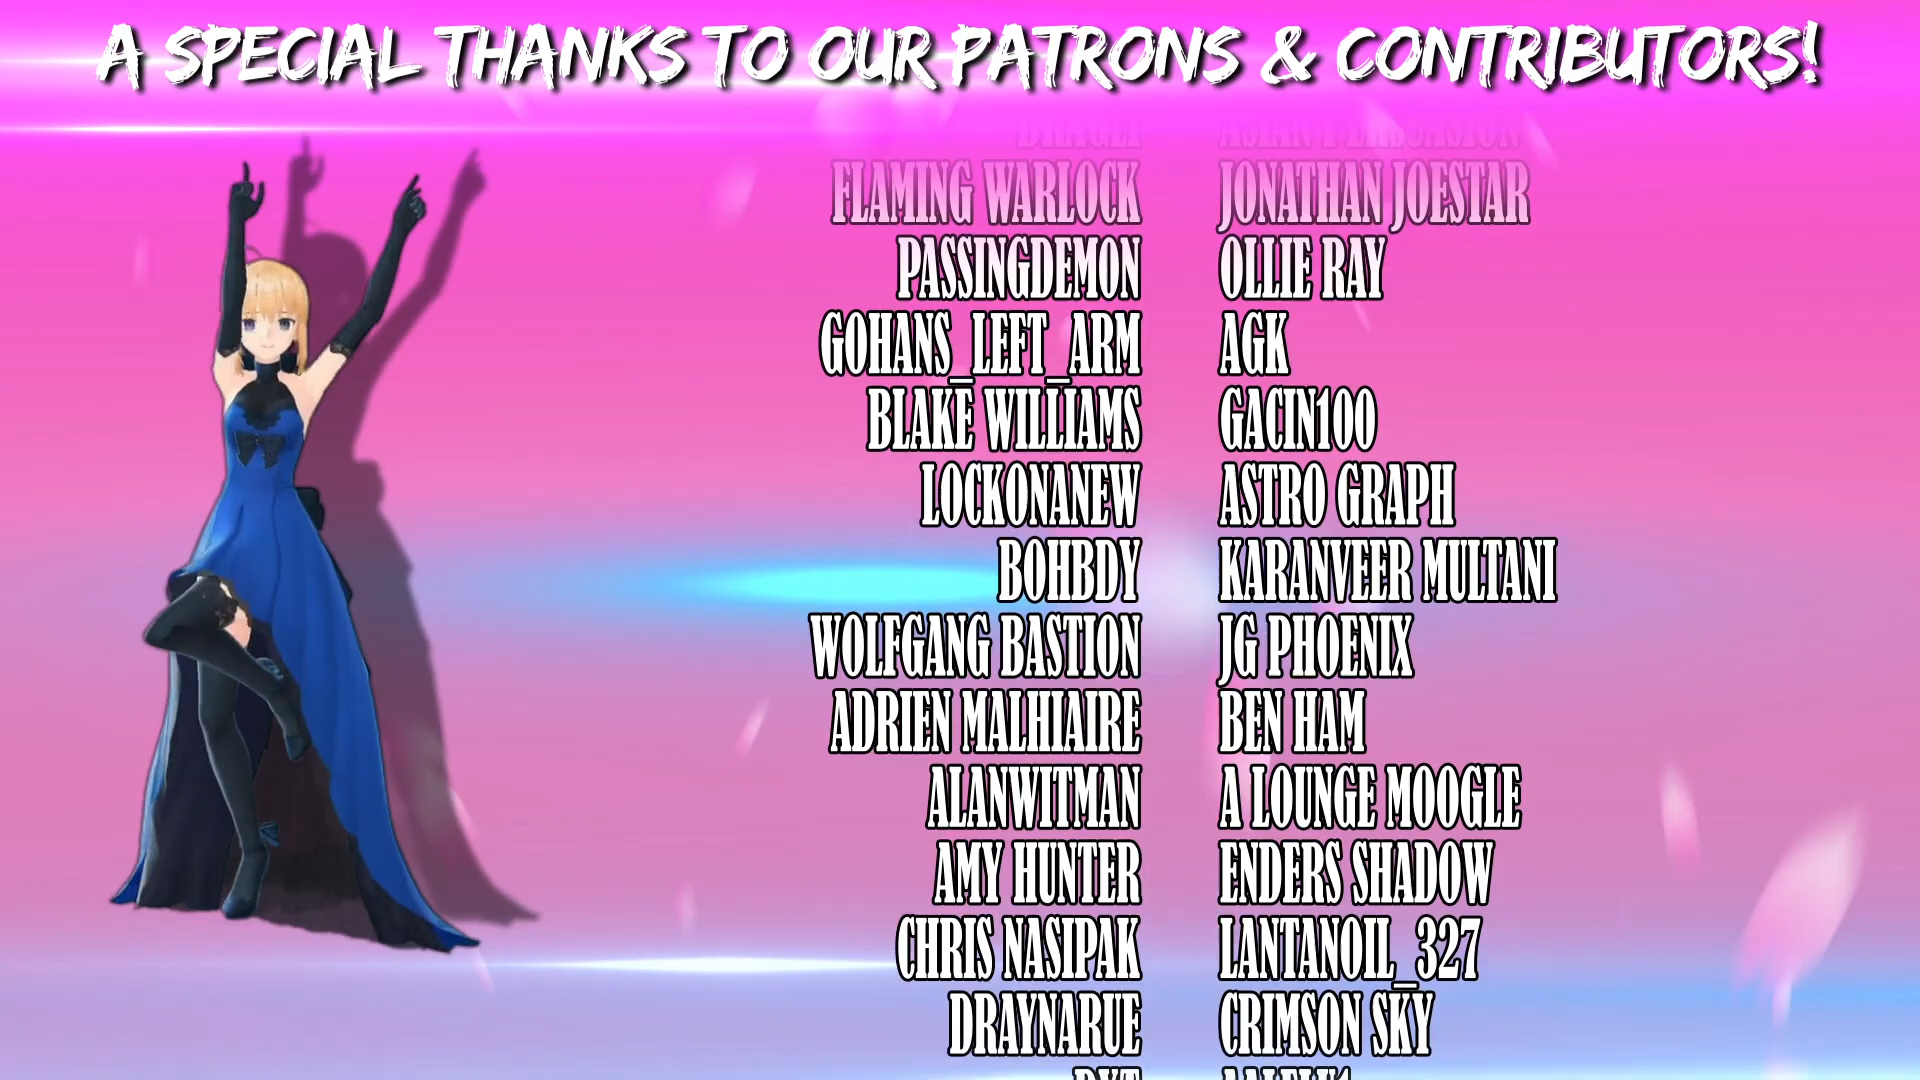 A SPECIAL THANKS TO OUR PATRONS & CONTRIBUTORS!
ASIAN PERSUASION
FLAMING WARLOCK JONATHAN JOESTAR
PASSINGDEMON OLLIE RAY
GOHANS_LEFT_ARM AGK
BLAKE WILLIAMS GACIN100
LOCKONANEW ASTRO GRAPH
BOHBDY KARANVEER MULTANI
WOLFGANG BASTION JG PHOENIX
ADRIEN MALHIAIRE BEN HAM
ALANWITMAN A LOUNGE MOOGLE
AMY HUNTER ENDERS SHADOW
CHRIS NASIPAK LANTANOIL_327
DRAYNARUE CRIMSON SKY